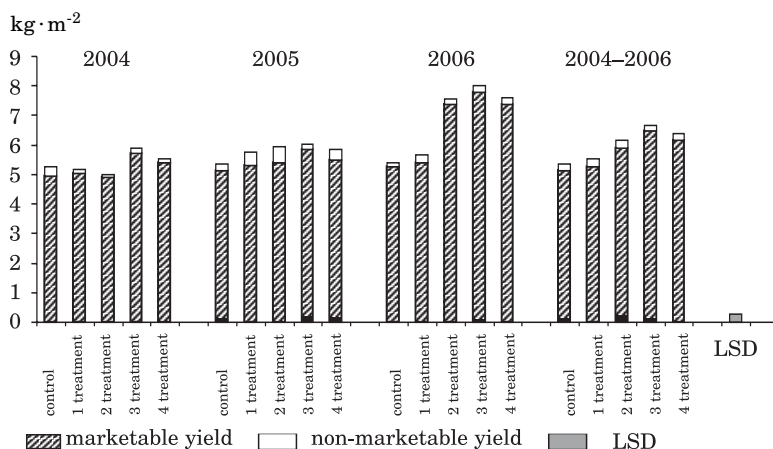 kg·m-2
2004 2005 2006 2004–2006
9
8
7
6
5
4
3
2
1
0
control
1 treatment
2 treatment
3 treatment
4 treatment
control
1 treatment
2 treatment
3 treatment
4 treatment
control
1 treatment
2 treatment
3 treatment
4 treatment
control
1 treatment
2 treatment
3 treatment
4 treatment
LSD
marketable yield non-marketable yield LSD